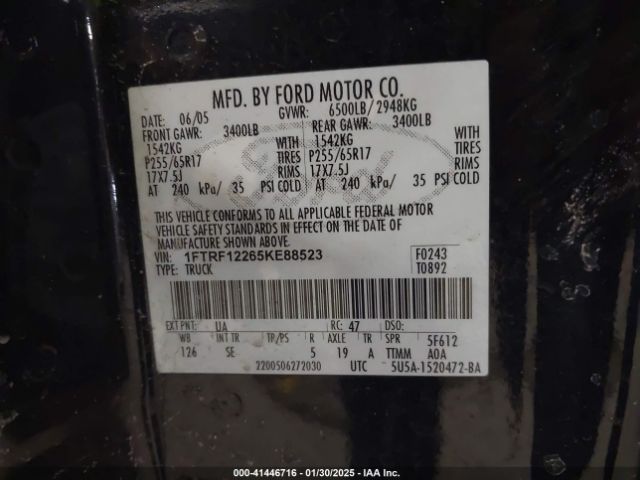 MFD. BY FORD MOTOR CO.
06/05 GVWR: 6500LB/2948KG
FRONT GAWR: 3400LB REAR GAWR: 3400LB
1542KG WITH 1542KG WITH
P255/65R17 TIRES P255/65R17 TIRES
17X7.5J RIMS 17X7.5J RIMS
AT 240 kPa/ 35 PSI COLD AT 240 kPa/ 35 PSI COLD
THIS VEHICLE CONFORMS TO ALL APPLICABLE FEDERAL MOTOR
VEHICLE SAFETY STANDARDS IN EFFECT ON THE DATE OF
MANUFACTURE SHOWN ABOVE.
VIN: 1FTRF12265KE88523 F0243
TYPE: TRUCK T0892
EXT PNT: UA RC: 47 DSO:
WB INT TR TP/PS R AXLE TR SPR 5F612
126 SE 5 19 A TTMM A0A
2200506272030 UTC 5U5A-1520472-BA
Ford
000-41446716 - 01/30/2025 - IAA Inc.